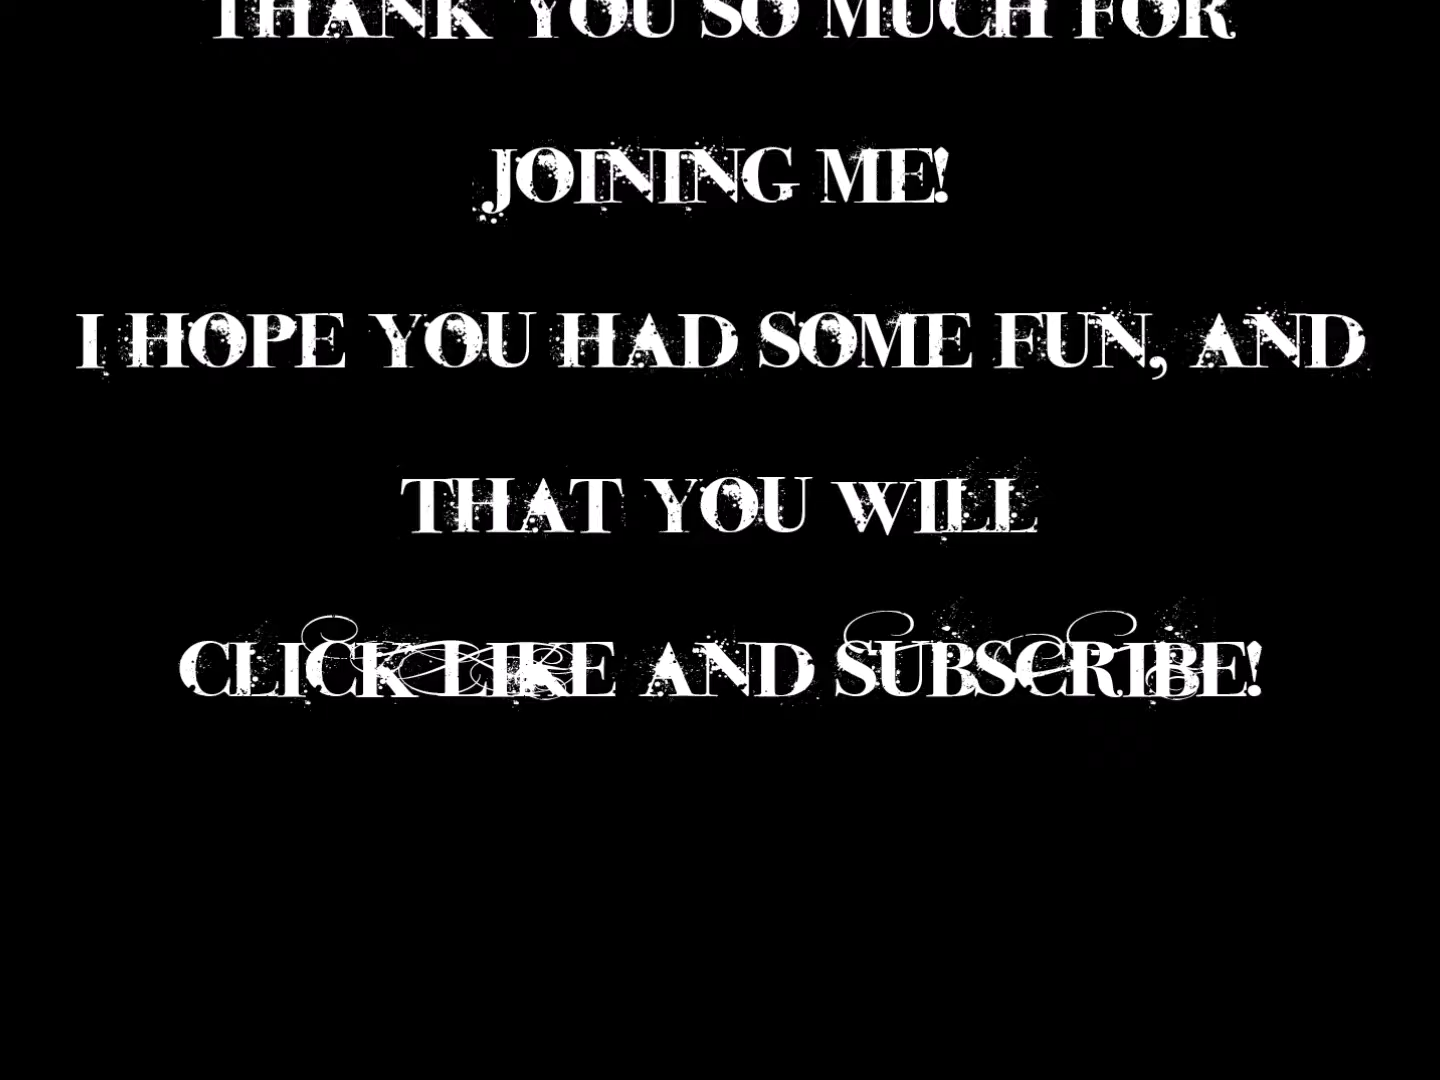 THANK YOU SO MUCH FOR
JOINING ME!
I HOPE YOU HAD SOME FUN, AND
THAT YOU WILL
CLICK LIKE AND SUBSCRIBE!